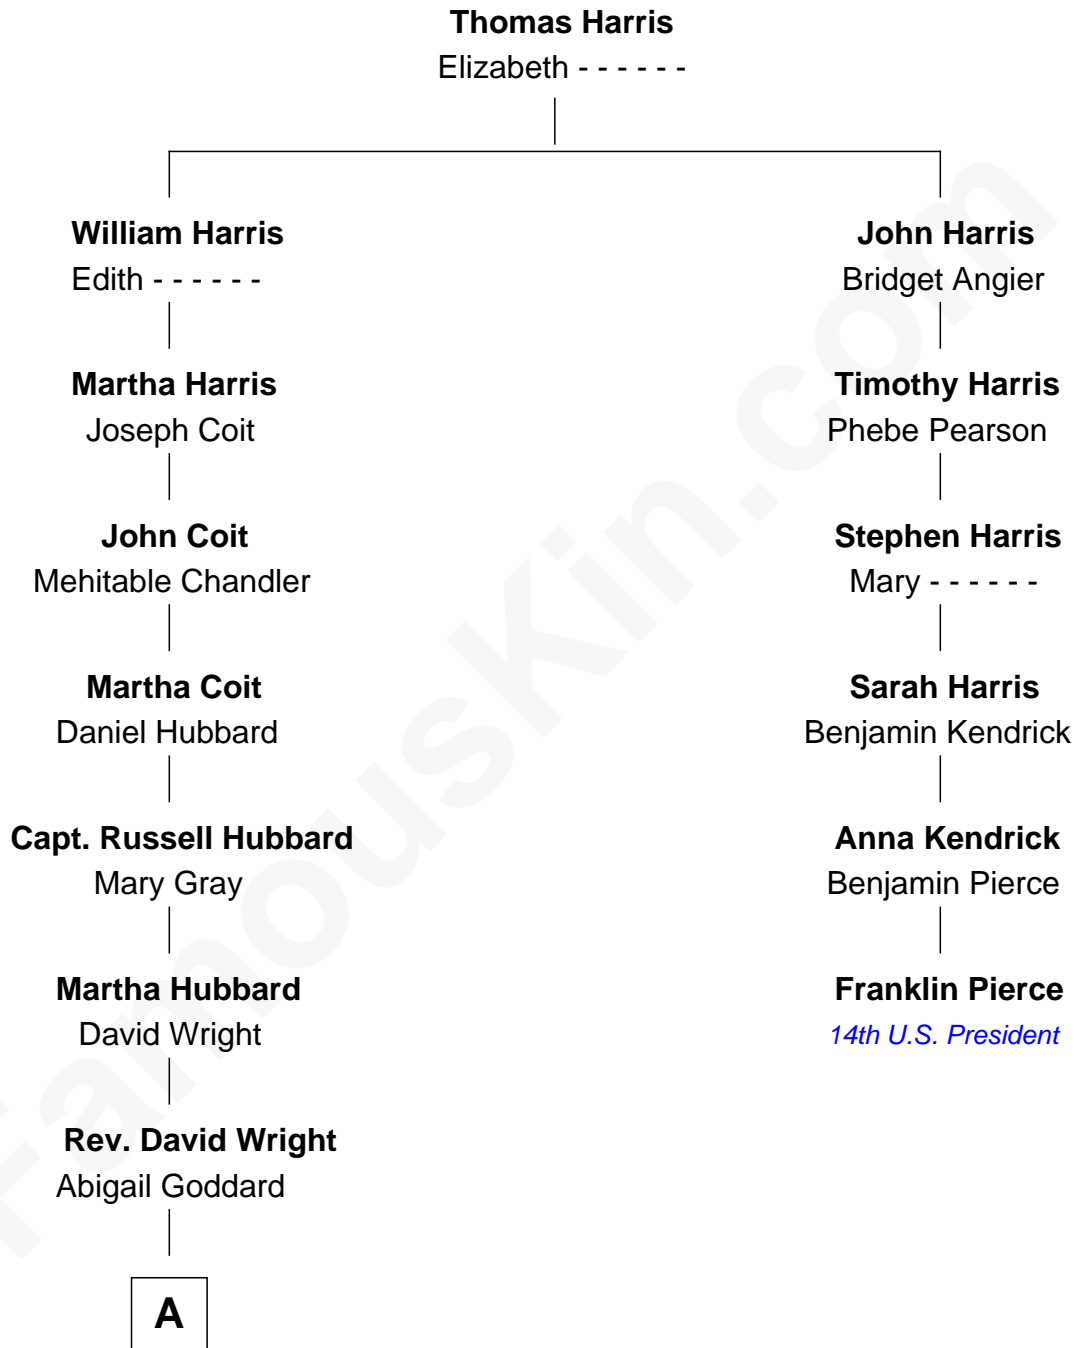 Thomas Harris
Elizabeth - - - - - -
William Harris
Edith - - - - - -
John Harris
Bridget Angier
Martha Harris
Joseph Coit
Timothy Harris
Phebe Pearson
John Coit
Mehitable Chandler
Stephen Harris
Mary - - - - - -
Martha Coit
Daniel Hubbard
Sarah Harris
Benjamin Kendrick
Capt. Russell Hubbard
Mary Gray
Anna Kendrick
Benjamin Pierce
Martha Hubbard
David Wright
Franklin Pierce
14th U.S. President
Rev. David Wright
Abigail Goddard
A
FamousKin.com